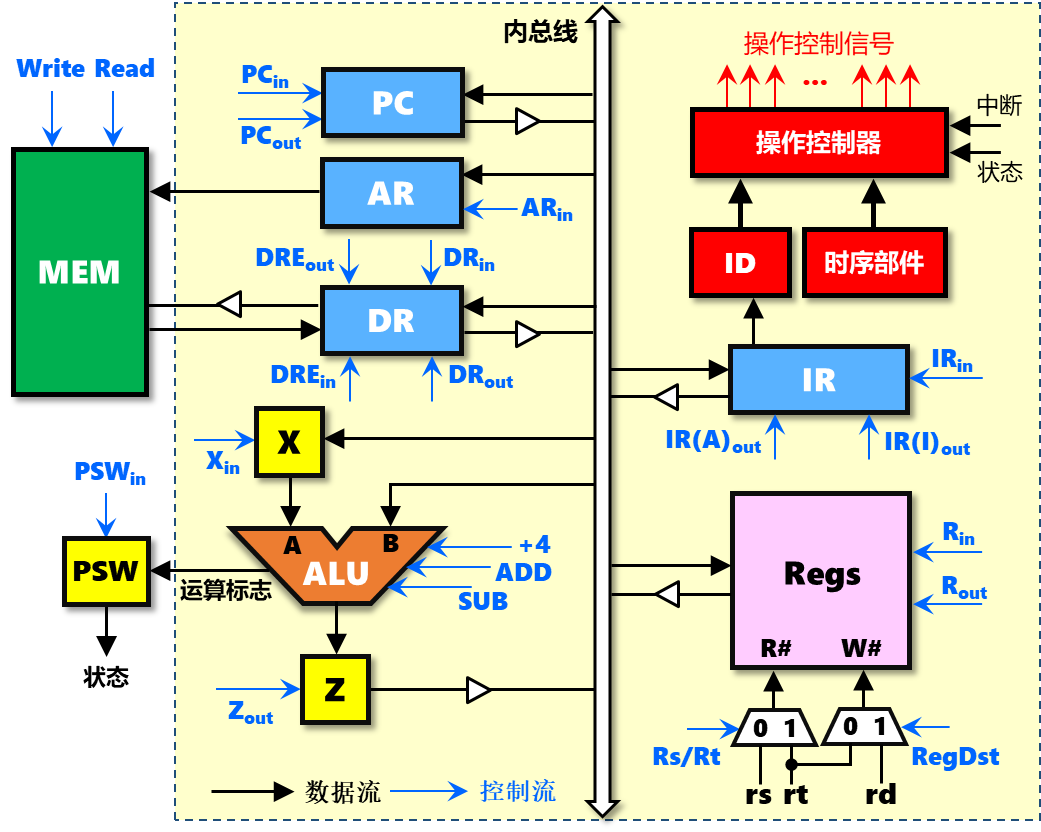 内总线
操作控制信号
...
Write Read
PCin
PC
PCout
中断
操作控制器
状态
AR
ARin
MEM
DREout
DRin
ID
时序部件
DR
DREin
DRout
IR
IRin
IR(A)out
IR(I)out
X
Xin
PSWin
A
B
ALU
+4
ADD
SUB
PSW
运算标志
状态
Z
Zout
Regs
Rin
Rout
R#
W#
0 1
0 1
Rs/Rt
RegDst
rs rt rd
数据流
控制流